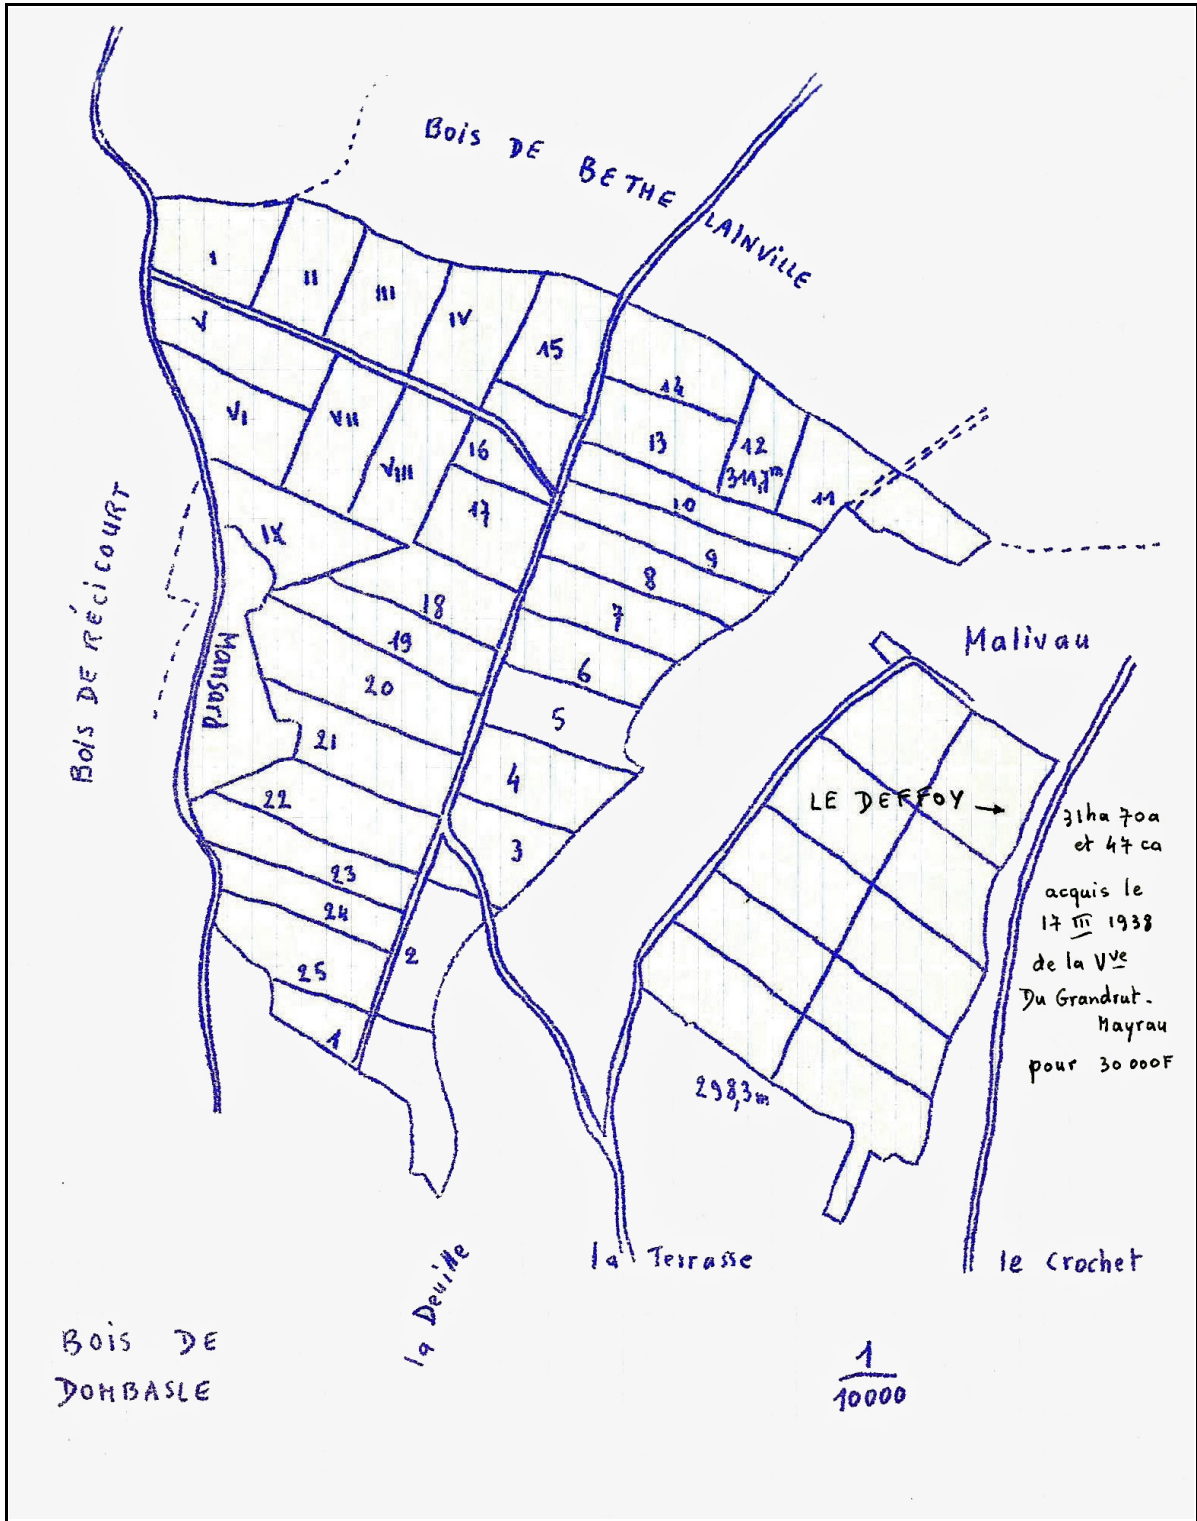 BOIS DE BETHELAINVILLE
I
II
III
IV
15
V
14
VI
VII
VIII
16
13
12
311,7m
11
17
10
9
8
IX
18
7
19
6
20
5
21
4
22
3
23
24
2
25
1
BOIS DE RÉCICOURT
Mansard
Malivau
LE DEFFOY →
31ha 70a
et 47 ca
acquis le
17 III 1938
de la Vve
Du Grandrut-
Mayrau
pour 30 000F
298,3m
la Deuille
la Terrasse
le Crochet
BOIS DE
DOMBASLE
1
10000